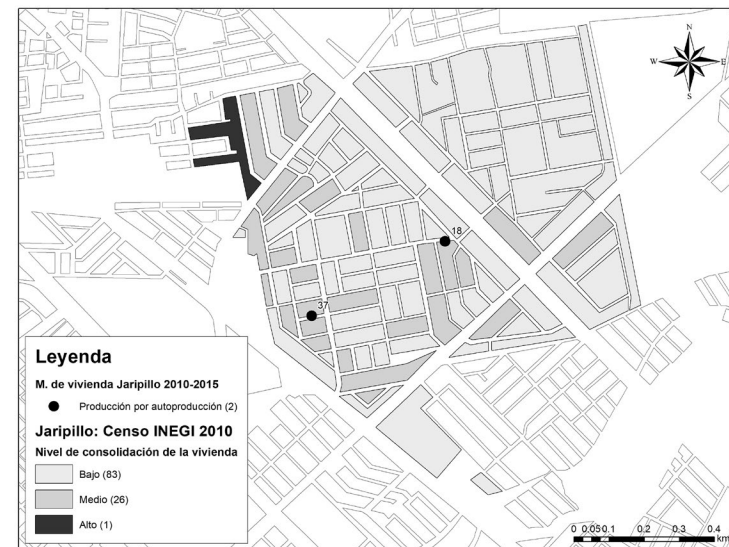 N
W E
S
18
37
Leyenda
M. de vivienda Jaripillo 2010-2015
Producción por autoproducción (2)
Jaripillo: Censo INEGI 2010
Nivel de consolidación de la vivienda
Bajo (83)
Medio (26)
Alto (1)
0 0.050.1 0.2 0.3 0.4
km